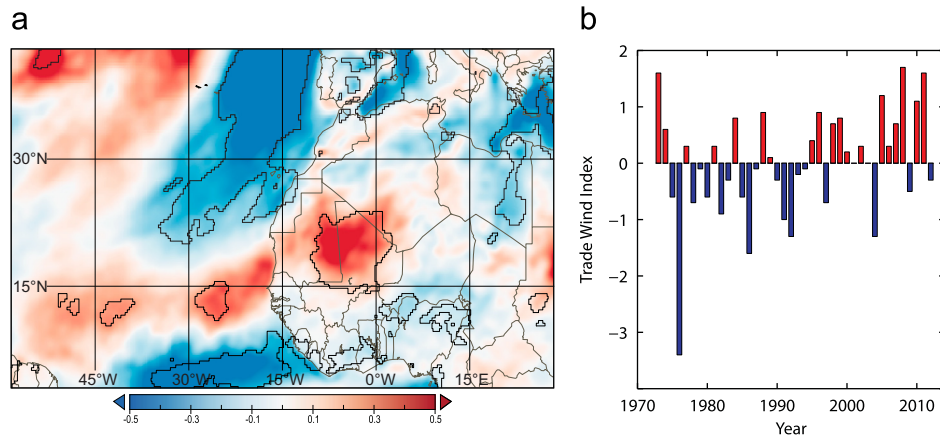 a
30°N
15°N
45°W 30°W 15°W 0°W 15°E
-0.5 -0.3 -0.1 0.1 0.3 0.5
b
2
1
0
−1
−2
−3
1970 1980 1990 2000 2010
Year
Trade Wind Index